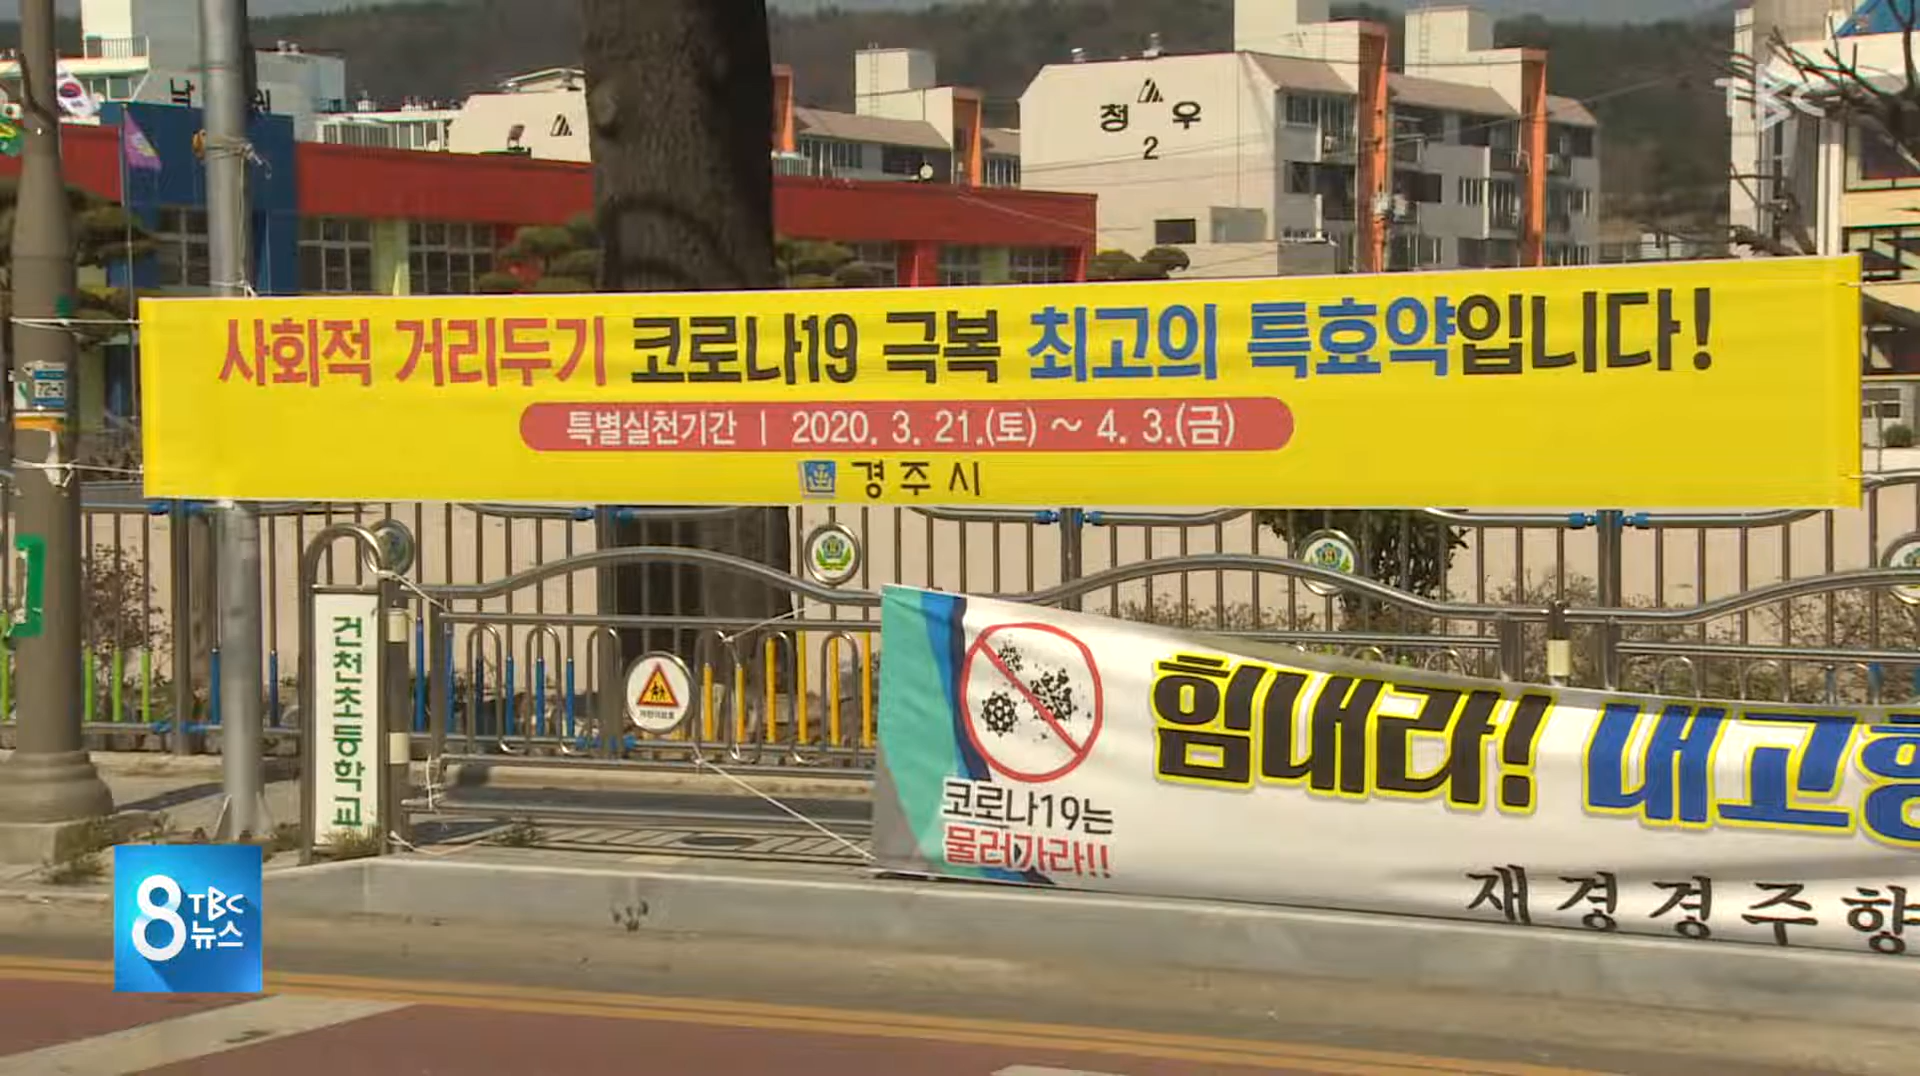 TBC
청우
2
사회적 거리두기 코로나19 극복 최고의 특효약입니다!
특별실천기간 | 2020. 3. 21.(토) ~ 4. 3.(금)
경주시
건천초등학교
힘내라! 내고향
코로나19는
물러가라!!
재경경주향
8 TBC
뉴스